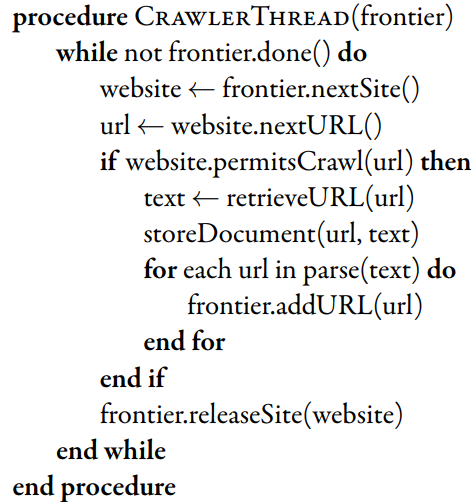 procedure CrawlerThread(frontier)
while not frontier.done() do
website ← frontier.nextSite()
url ← website.nextURL()
if website.permitsCrawl(url) then
text ← retrieveURL(url)
storeDocument(url, text)
for each url in parse(text) do
frontier.addURL(url)
end for
end if
frontier.releaseSite(website)
end while
end procedure